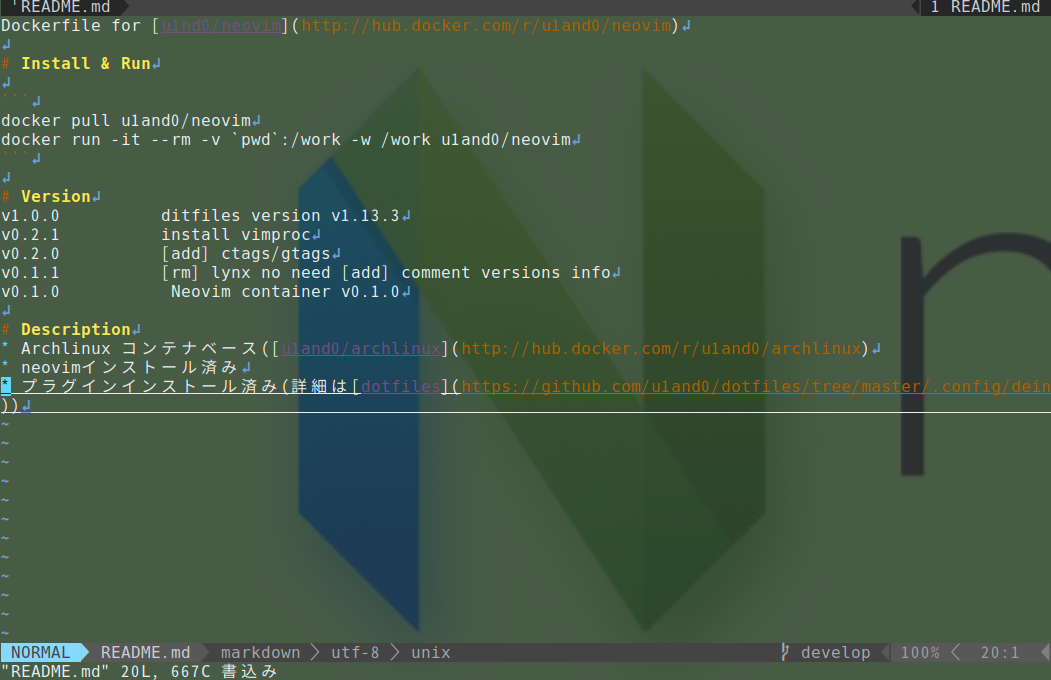 'README.md 1 README.md
Dockerfile for [u1nd0/neovim](http://hub.docker.com/r/u1and0/neovim)↲
↲
# Install & Run↲
↲
```↲
docker pull u1and0/neovim↲
docker run -it --rm -v `pwd`:/work -w /work u1and0/neovim↲
```↲
↲
# Version↲
v1.0.0 ditfiles version v1.13.3↲
v0.2.1 install vimproc↲
v0.2.0 [add] ctags/gtags↲
v0.1.1 [rm] lynx no need [add] comment versions info↲
v0.1.0 Neovim container v0.1.0↲
↲
# Description↲
* Archlinux コンテナベース([u1and0/archlinux](http://hub.docker.com/r/u1and0/archlinux)↲
* neovimインストール済み↲
* プラグインインストール済み(詳細は[dotfiles](https://github.com/u1and0/dotfiles/tree/master/.config/dein
))↲
~
~
~
~
~
~
~
~
~
~
~
~
NORMAL README.md markdown utf-8 unix develop 100% 20:1
"README.md" 20L, 667C 書込み